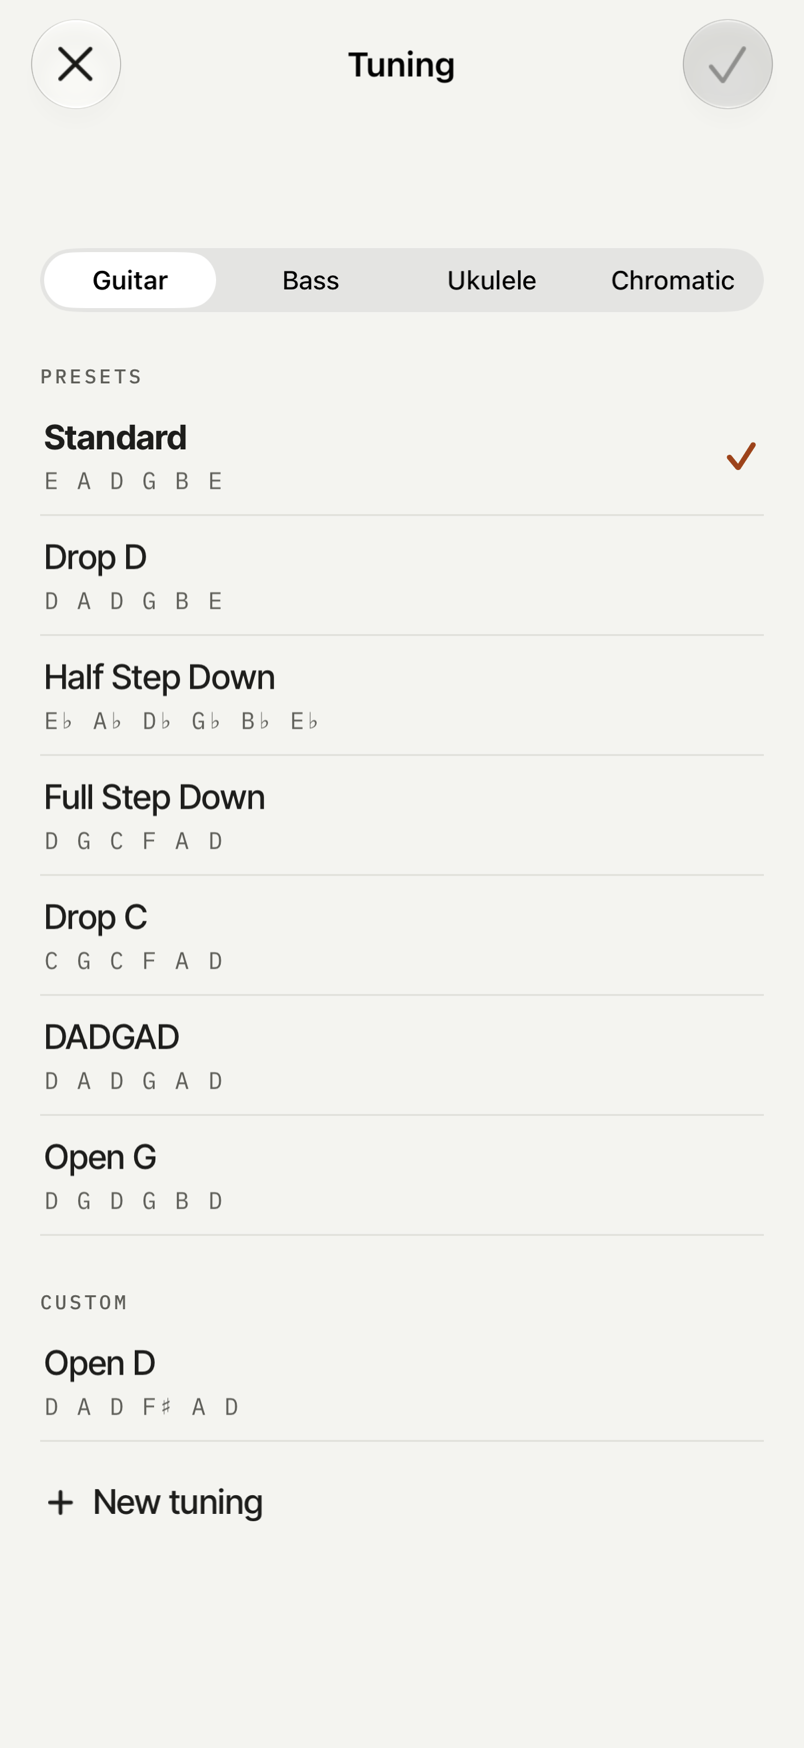 Tuning
Guitar Bass Ukulele Chromatic
PRESETS
Standard
E A D G B E
Drop D
D A D G B E
Half Step Down
E♭ A♭ D♭ G♭ B♭ E♭
Full Step Down
D G C F A D
Drop C
C G C F A D
DADGAD
D A D G A D
Open G
D G D G B D
CUSTOM
Open D
D A D F♯ A D
+ New tuning